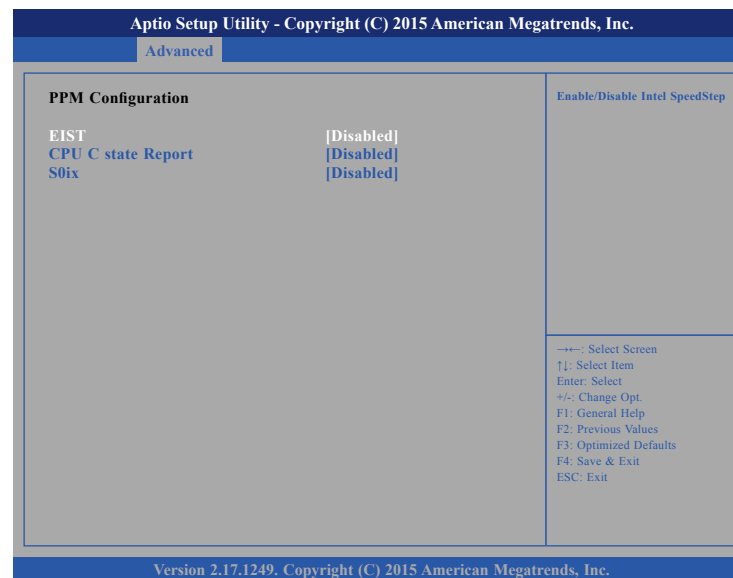 Aptio Setup Utility - Copyright (C) 2015 American Megatrends, Inc.
Advanced
PPM Configuration
EIST [Disabled]
CPU C state Report [Disabled]
S0ix [Disabled]
Enable/Disable Intel SpeedStep
→←: Select Screen
↑↓: Select Item
Enter: Select
+/-: Change Opt.
F1: General Help
F2: Previous Values
F3: Optimized Defaults
F4: Save & Exit
ESC: Exit
Version 2.17.1249. Copyright (C) 2015 American Megatrends, Inc.